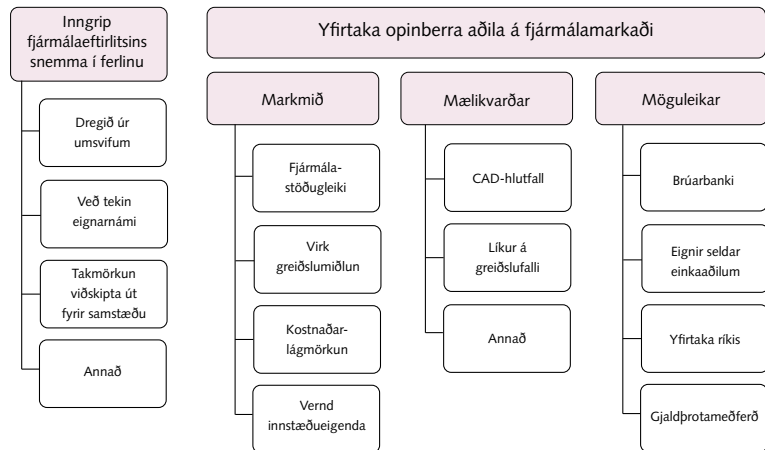 Inngrip
fjármálaeftirlitsins
snemma í ferlinu
Dregið úr
umsvifum
Veð tekin
eignarnámi
Takmörkun
viðskipta út
fyrir samstæðu
Annað
Yfirtaka opinberra aðila á fjármálamarkaði
Markmið
Fjármála-
stöðugleiki
Virk
greiðslumiðlun
Kostnaðar-
lágmörkun
Vernd
innstæðueigenda
Mælikvarðar
CAD-hlutfall
Líkur á
greiðslufalli
Annað
Möguleikar
Brúarbanki
Eignir seldar
einkaaðilum
Yfirtaka ríkis
Gjaldþrotameðferð